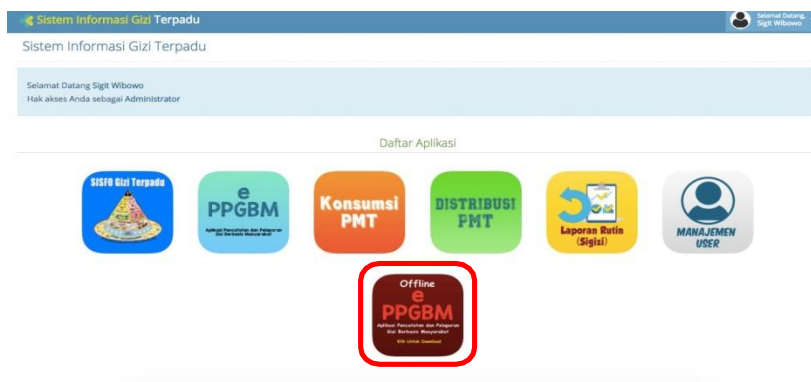 Sistem Informasi Gizi Terpadu
Selamat Datang,
Sigit Wibowo
Sistem Informasi Gizi Terpadu
Selamat Datang Sigit Wibowo
Hak akses Anda sebagai Administrator
Daftar Aplikasi
SISFO Gizi Terpadu
e
PPGBM
Aplikasi Pencatatan dan Pelaporan
Gizi Berbasis Masyarakat
Konsumsi
PMT
DISTRIBUSI
PMT
Laporan Rutin
(Sigizi)
MANAJEMEN
USER
Offline
e
PPGBM
Aplikasi Pencatatan dan Pelaporan
Gizi Berbasis Masyarakat
Klik Untuk Download